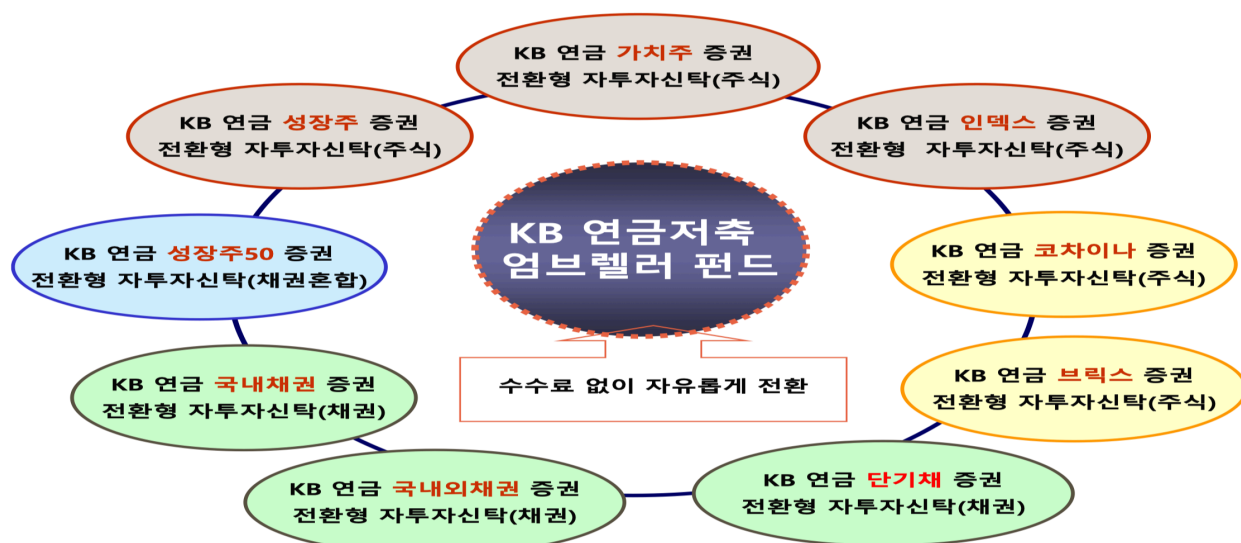 KB 연금 가치주 증권
전환형 자투자신탁(주식)
KB 연금 성장주 증권
전환형 자투자신탁(주식)
KB 연금 인덱스 증권
전환형 자투자신탁(주식)
KB 연금 성장주50 증권
전환형 자투자신탁(채권혼합)
KB 연금저축
엄브렐러 펀드
KB 연금 코차이나 증권
전환형 자투자신탁(주식)
KB 연금 국내채권 증권
전환형 자투자신탁(채권)
수수료 없이 자유롭게 전환
KB 연금 브릭스 증권
전환형 자투자신탁(주식)
KB 연금 국내외채권 증권
전환형 자투자신탁(채권)
KB 연금 단기채 증권
전환형 자투자신탁(채권)